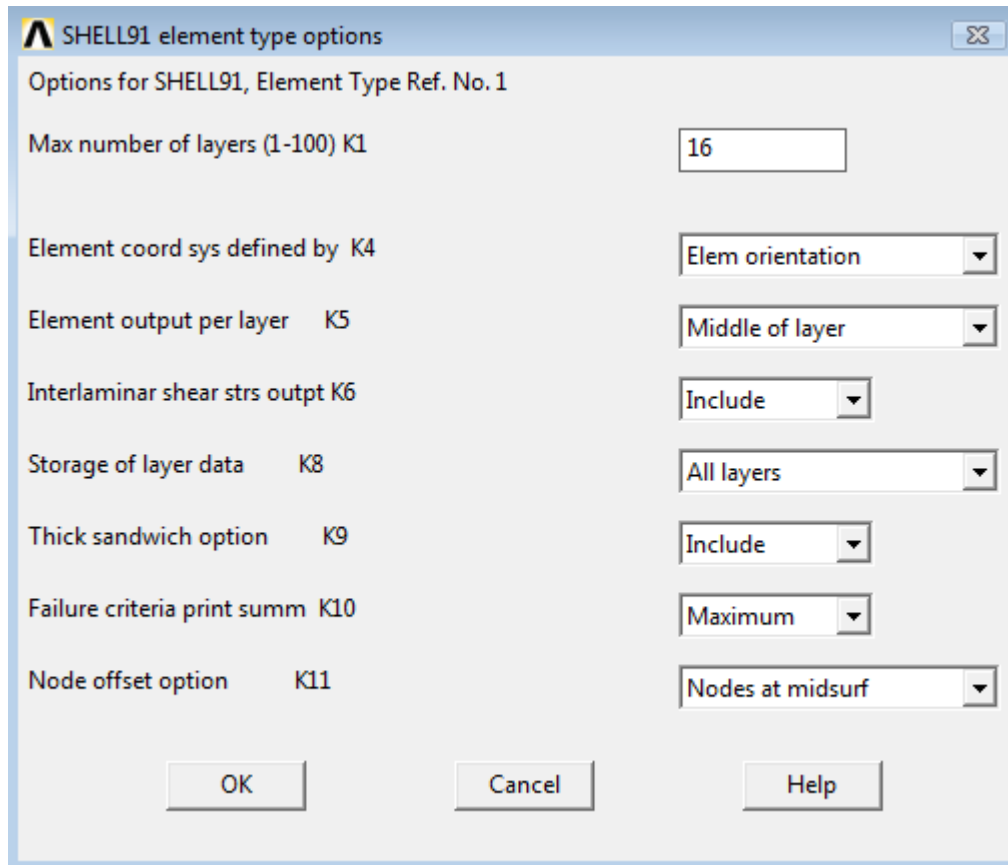 SHELL91 element type options
Options for SHELL91, Element Type Ref. No. 1
Max number of layers (1-100) K1 16
Element coord sys defined by K4 Elem orientation
Element output per layer K5 Middle of layer
Interlaminar shear strs outpt K6 Include
Storage of layer data K8 All layers
Thick sandwich option K9 Include
Failure criteria print summ K10 Maximum
Node offset option K11 Nodes at midsurf
OK Cancel Help